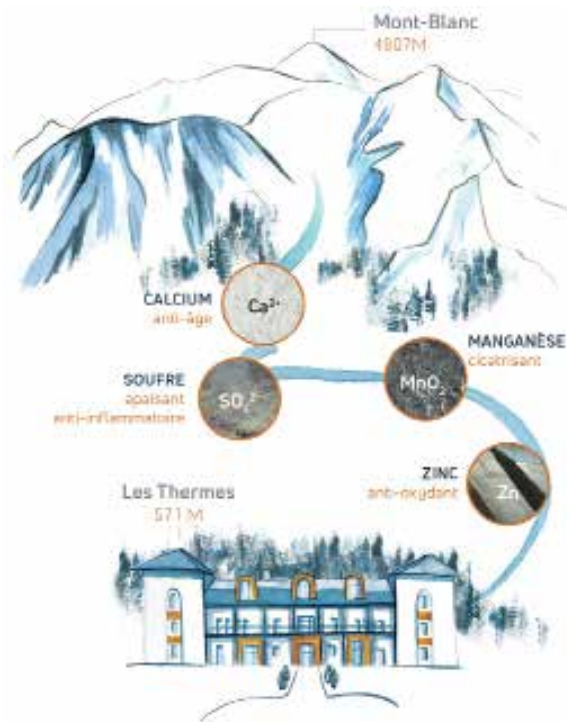 Mont-Blanc
4807M
CALCIUM
anti-âge
Ca²⁺
SOUFRE
apaisant
anti-inflammatoire
SO₄²⁻
MANGANÈSE
cicatrisant
MnO₂
ZINC
anti-oxydant
Zn
Les Thermes
571 M